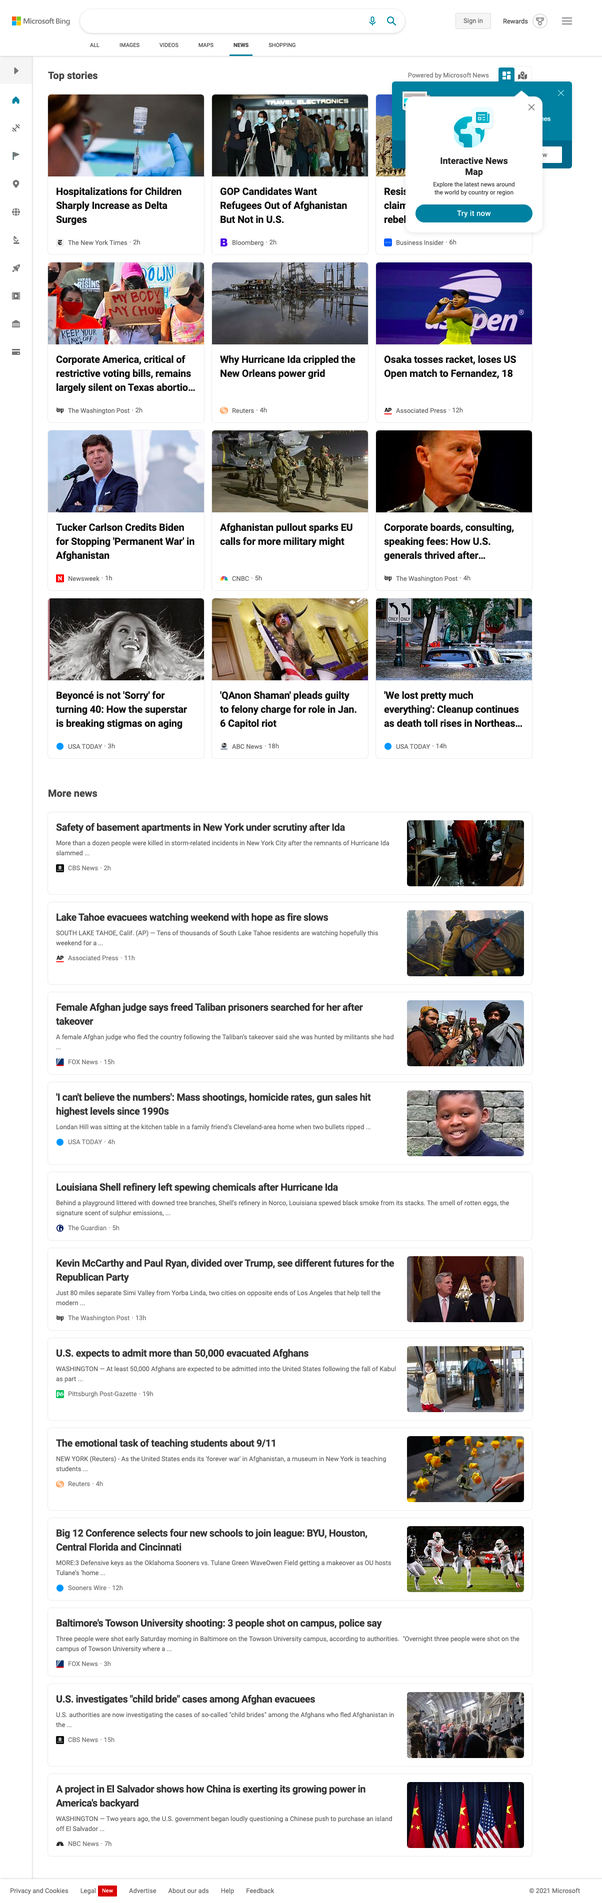 Microsoft Bing
Sign in
Rewards
ALL
IMAGES
VIDEOS
MAPS
NEWS
SHOPPING
Top stories
Powered by Microsoft News
Interactive News
Map
Explore the latest news around
the world by country or region
Try it now
TRAVEL ELECTRONICS
Hospitalizations for Children
Sharply Increase as Delta
Surges
The New York Times · 2h
GOP Candidates Want
Refugees Out of Afghanistan
But Not in U.S.
Bloomberg · 2h
Business Insider · 6h
MY BODY
MY CHOICE
KEEP YOUR
Corporate America, critical of
restrictive voting bills, remains
largely silent on Texas abortio...
The Washington Post · 2h
Why Hurricane Ida crippled the
New Orleans power grid
Reuters · 4h
Osaka tosses racket, loses US
Open match to Fernandez, 18
Associated Press · 12h
Tucker Carlson Credits Biden
for Stopping 'Permanent War' in
Afghanistan
Newsweek · 1h
Afghanistan pullout sparks EU
calls for more military might
CNBC · 5h
Corporate boards, consulting,
speaking fees: How U.S.
generals thrived after...
The Washington Post · 4h
ONLY ONLY
Beyoncé is not 'Sorry' for
turning 40: How the superstar
is breaking stigmas on aging
USA TODAY · 3h
'QAnon Shaman' pleads guilty
to felony charge for role in Jan.
6 Capitol riot
ABC News · 18h
'We lost pretty much
everything': Cleanup continues
as death toll rises in Northeas...
USA TODAY · 14h
More news
Safety of basement apartments in New York under scrutiny after Ida
More than a dozen people were killed in storm-related incidents in New York City after the remnants of Hurricane Ida
slammed ...
CBS News · 2h
Lake Tahoe evacuees watching weekend with hope as fire slows
SOUTH LAKE TAHOE, Calif. (AP) — Tens of thousands of South Lake Tahoe residents are watching hopefully this
weekend for a ...
Associated Press · 11h
Female Afghan judge says freed Taliban prisoners searched for her after
takeover
A female Afghan judge who fled the country following the Taliban's takeover said she was hunted by militants she had
...
FOX News · 15h
'I can't believe the numbers': Mass shootings, homicide rates, gun sales hit
highest levels since 1990s
Londan Hill was sitting at the kitchen table in a family friend's Cleveland-area home when two bullets ripped ...
USA TODAY · 4h
Louisiana Shell refinery left spewing chemicals after Hurricane Ida
Behind a playground littered with downed tree branches, Shell's refinery in Norco, Louisiana spewed black smoke from its stacks. The smell of rotten eggs, the
signature scent of sulphur emissions, ...
The Guardian · 5h
Kevin McCarthy and Paul Ryan, divided over Trump, see different futures for the
Republican Party
Just 80 miles separate Simi Valley from Yorba Linda, two cities on opposite ends of Los Angeles that help tell the
modern ...
The Washington Post · 13h
U.S. expects to admit more than 50,000 evacuated Afghans
WASHINGTON — At least 50,000 Afghans are expected to be admitted into the United States following the fall of Kabul
as part ...
Pittsburgh Post-Gazette · 19h
The emotional task of teaching students about 9/11
NEW YORK (Reuters) - As the United States ends its 'forever war' in Afghanistan, a museum in New York is teaching
students ...
Reuters · 4h
Big 12 Conference selects four new schools to join league: BYU, Houston,
Central Florida and Cincinnati
MORE:3 Defensive keys as the Oklahoma Sooners vs. Tulane Green WaveOwen Field getting a makeover as OU hosts
Tulane's 'home ...
Sooners Wire · 12h
Baltimore's Towson University shooting: 3 people shot on campus, police say
Three people were shot early Saturday morning in Baltimore on the Towson University campus, according to authorities. "Overnight three people were shot on the
campus of Towson University where a ...
FOX News · 3h
U.S. investigates "child bride" cases among Afghan evacuees
U.S. authorities are now investigating the cases of so-called "child brides" among the Afghans who fled Afghanistan in
the ...
CBS News · 15h
A project in El Salvador shows how China is exerting its growing power in
America's backyard
WASHINGTON — Two years ago, the U.S. government began loudly questioning a Chinese push to purchase an island
off El Salvador ...
NBC News · 7h
Privacy and Cookies
Legal
New
Advertise
About our ads
Help
Feedback
© 2021 Microsoft